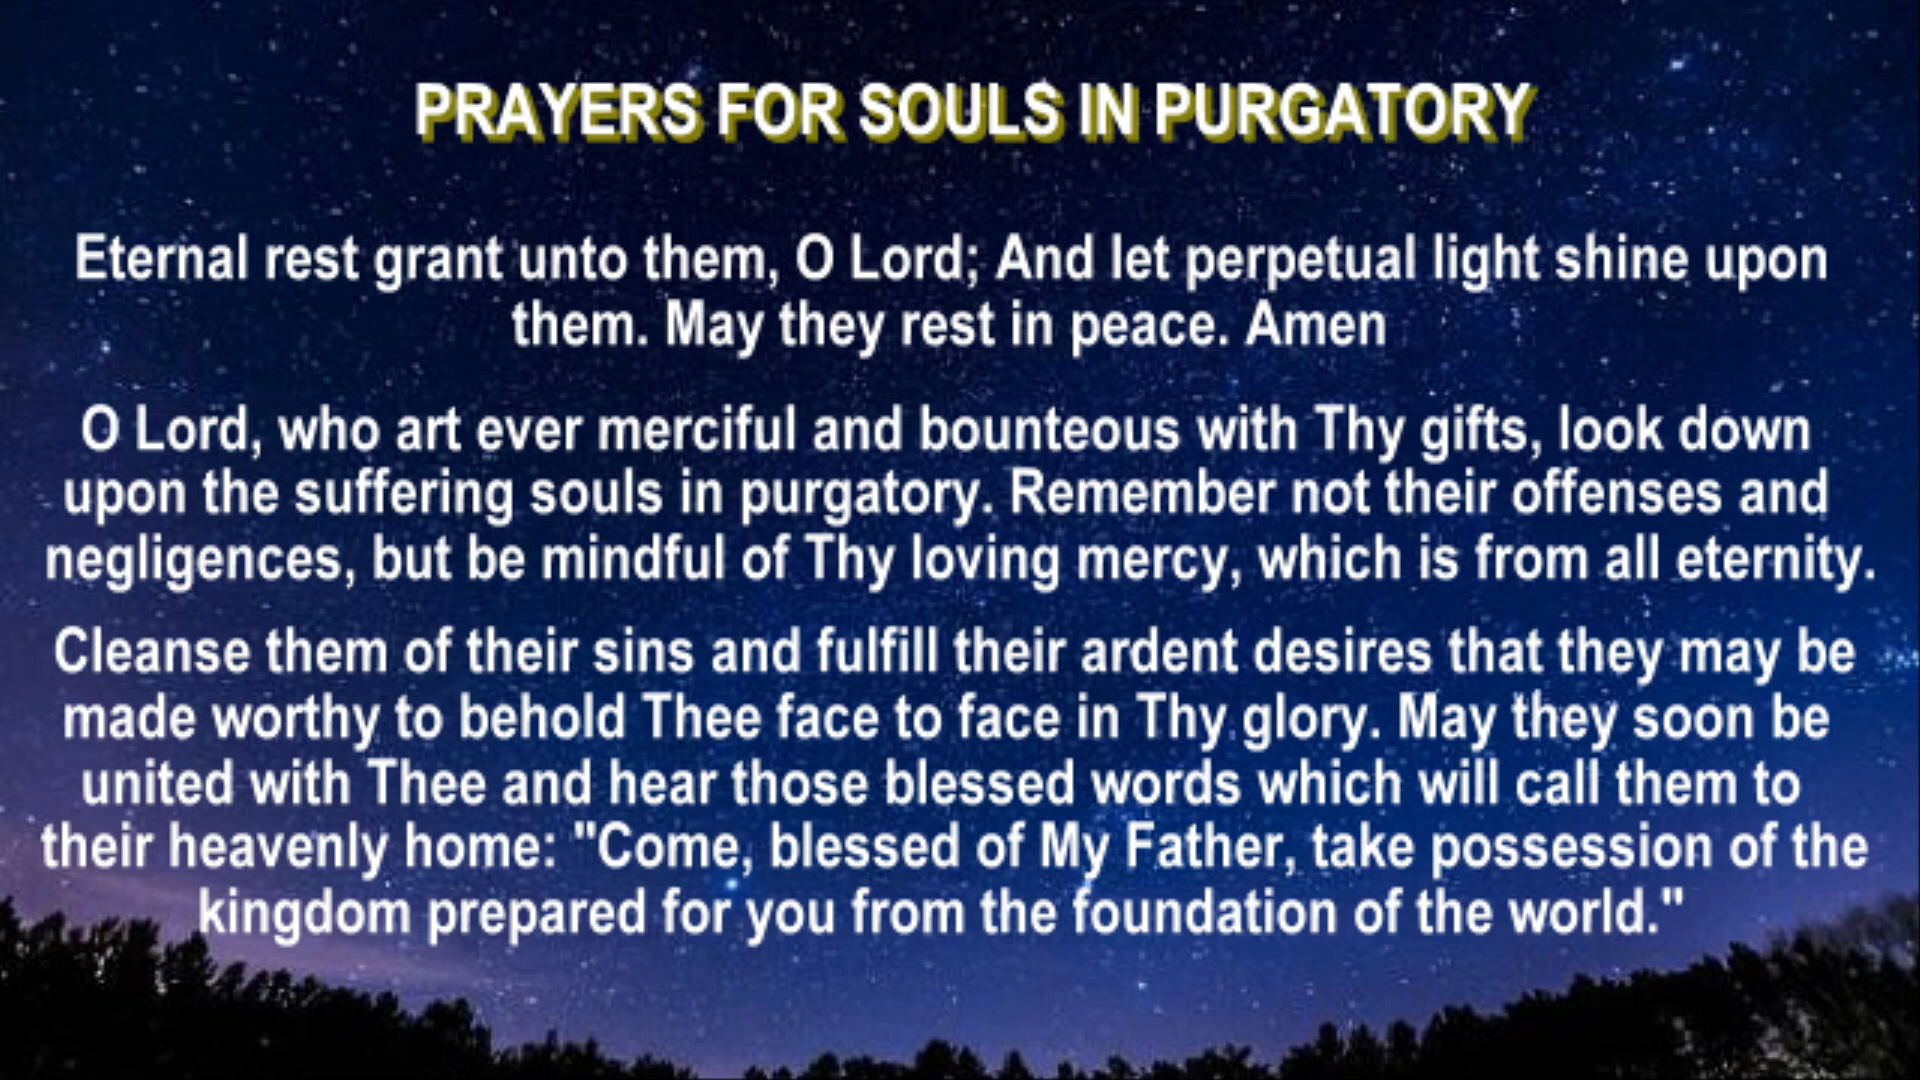 PRAYERS FOR SOULS IN PURGATORY
Eternal rest grant unto them, O Lord; And let perpetual light shine upon
them. May they rest in peace. Amen
O Lord, who art ever merciful and bounteous with Thy gifts, look down
upon the suffering souls in purgatory. Remember not their offenses and
negligences, but be mindful of Thy loving mercy, which is from all eternity.
Cleanse them of their sins and fulfill their ardent desires that they may be
made worthy to behold Thee face to face in Thy glory. May they soon be
united with Thee and hear those blessed words which will call them to
their heavenly home: "Come, blessed of My Father, take possession of the
kingdom prepared for you from the foundation of the world."